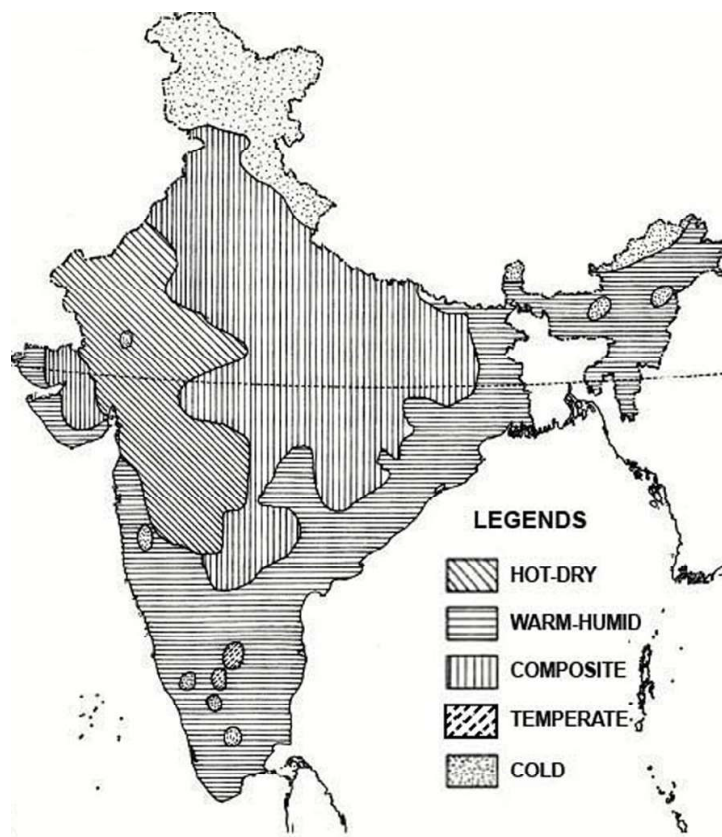 LEGENDS
HOT-DRY
WARM-HUMID
COMPOSITE
TEMPERATE
COLD